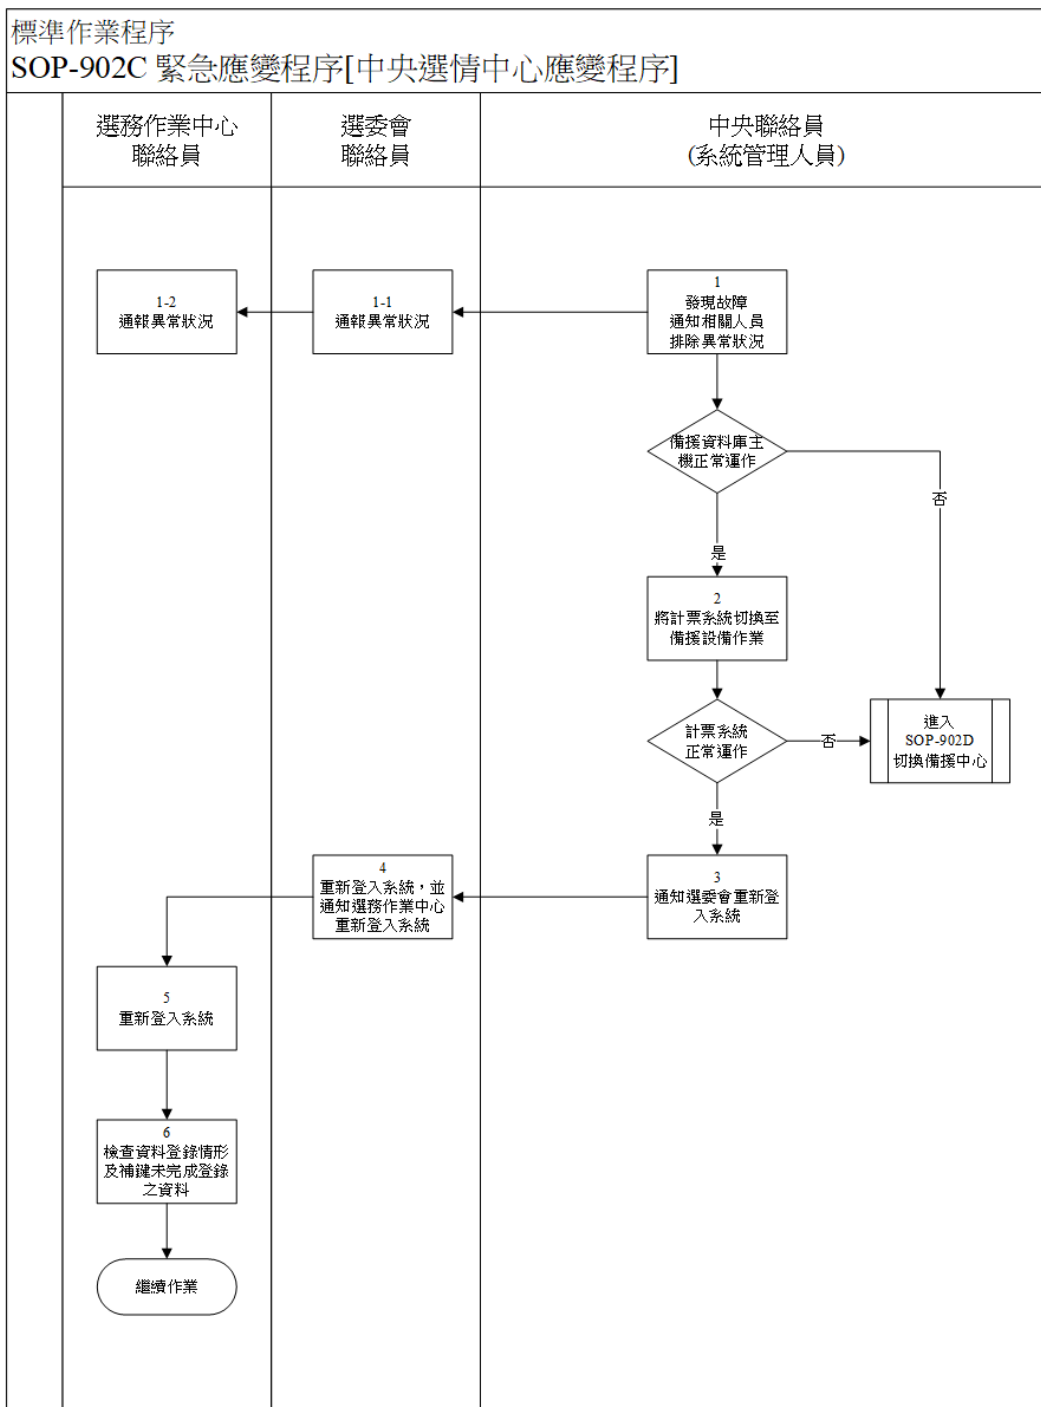 標準作業程序
SOP-902C 緊急應變程序[中央選情中心應變程序]
選務作業中心
聯絡員
選委會
聯絡員
中央聯絡員
(系統管理人員)
1-2
通報異常狀況
1-1
通報異常狀況
1
發現故障
通知相關人員
排除異常狀況
備援資料庫主
機正常運作
否
是
2
將計票系統切換至
備援設備作業
計票系統
正常運作
否
進入
SOP-902D
切換備援中心
是
4
重新登入系統，並
通知選務作業中心
重新登入系統
3
通知選委會重新登
入系統
5
重新登入系統
6
檢查資料登錄情形
及補鍵未完成登錄
之資料
繼續作業